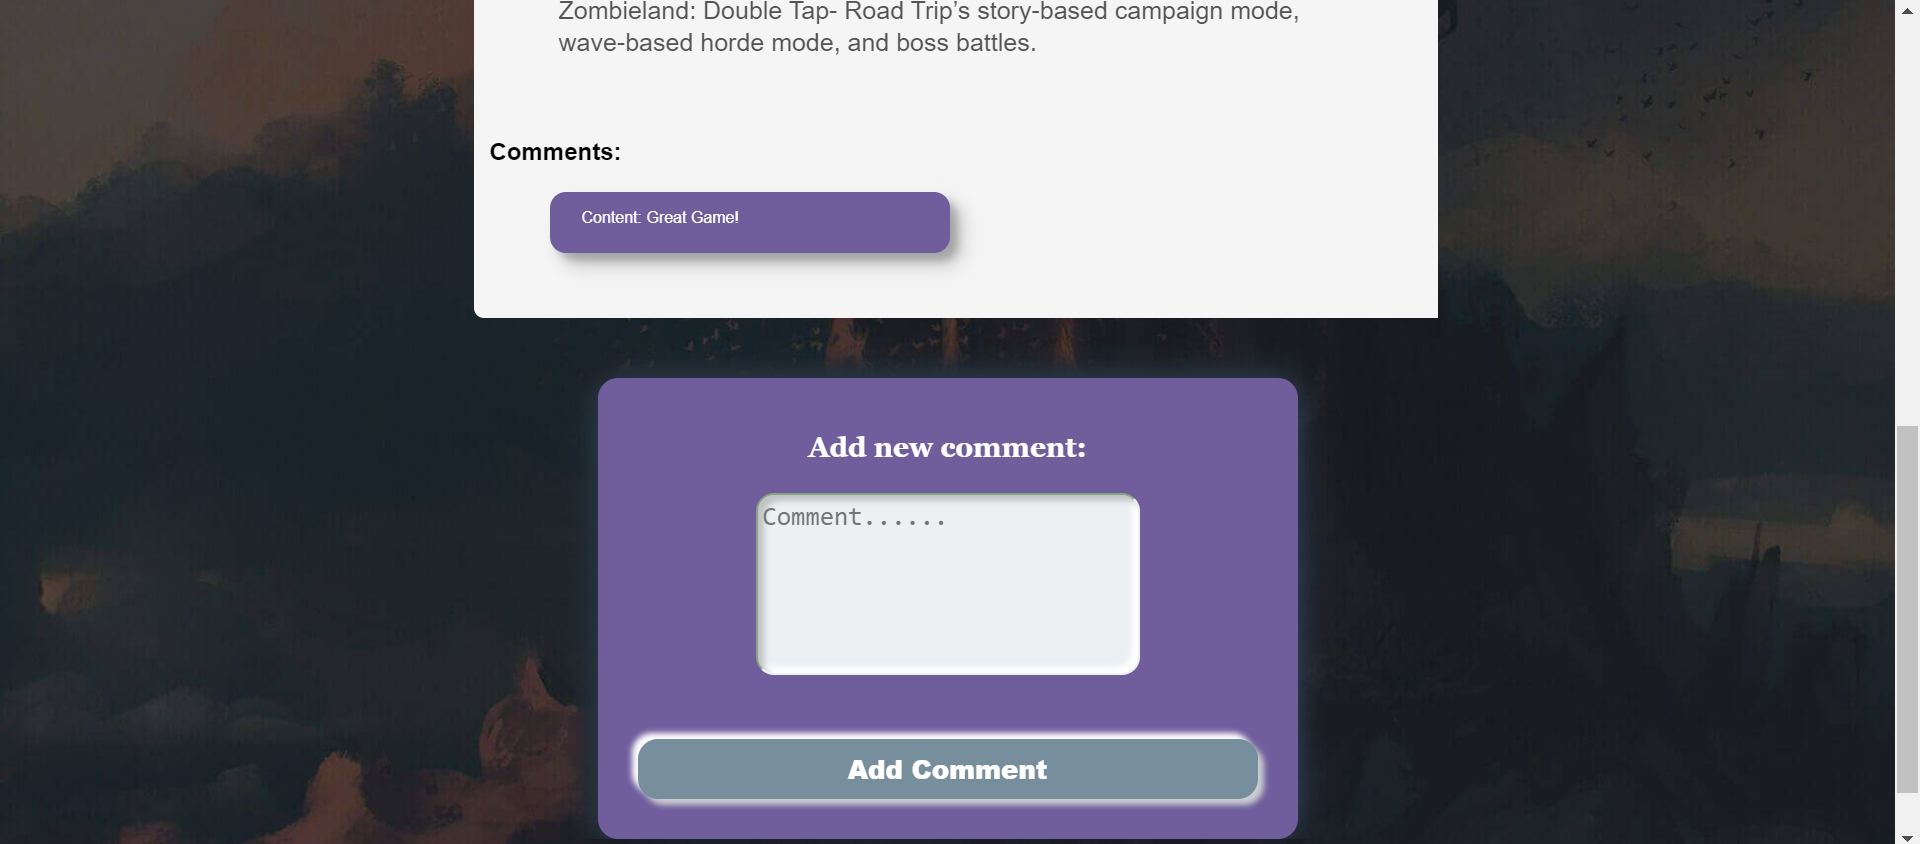 Zombieland: Double Tap- Road Trip’s story-based campaign mode,
wave-based horde mode, and boss battles.
Comments:
Content: Great Game!
Add new comment:
Comment......
Add Comment